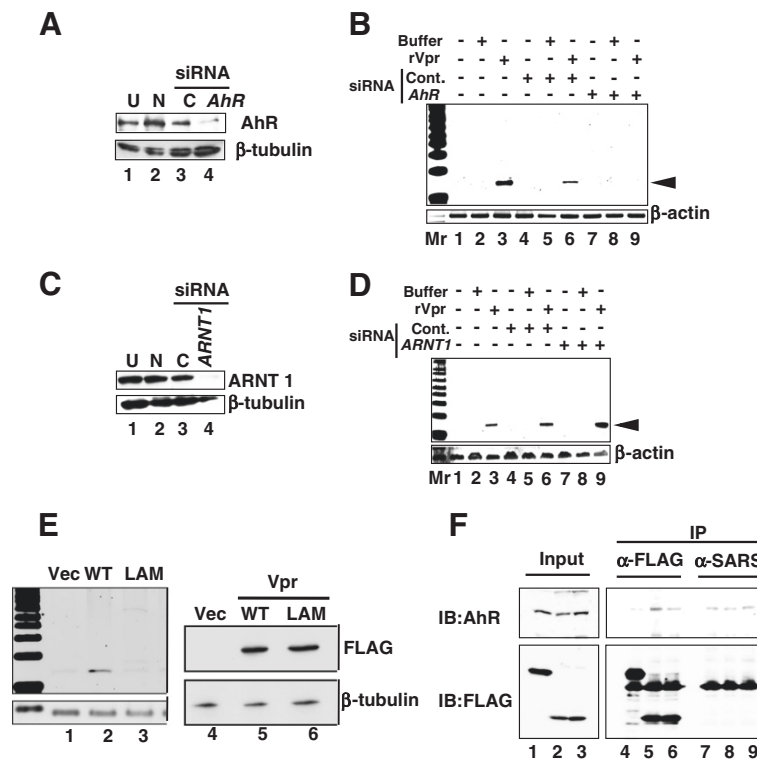 A
siRNA
U N C AhR
AhR
β-tubulin
1 2 3 4
B
Buffer - + - - + - - + -
rVpr - - + - - + - - +
siRNA Cont. - - - + + + - - -
AhR - - - - - - + + +
β-actin
Mr 1 2 3 4 5 6 7 8 9
C
siRNA
U N C ARNT1
ARNT 1
β-tubulin
1 2 3 4
D
Buffer - + - - + - - + -
rVpr - - + - - + - - +
siRNA Cont. - - - + + + - - -
ARNT1 - - - - - - + + +
β-actin
Mr 1 2 3 4 5 6 7 8 9
E
Vec WT LAM
1 2 3
Vpr
Vec WT LAM
FLAG
β-tubulin
4 5 6
F
IP
Input α-FLAG α-SARS
IB:AhR
IB:FLAG
1 2 3 4 5 6 7 8 9